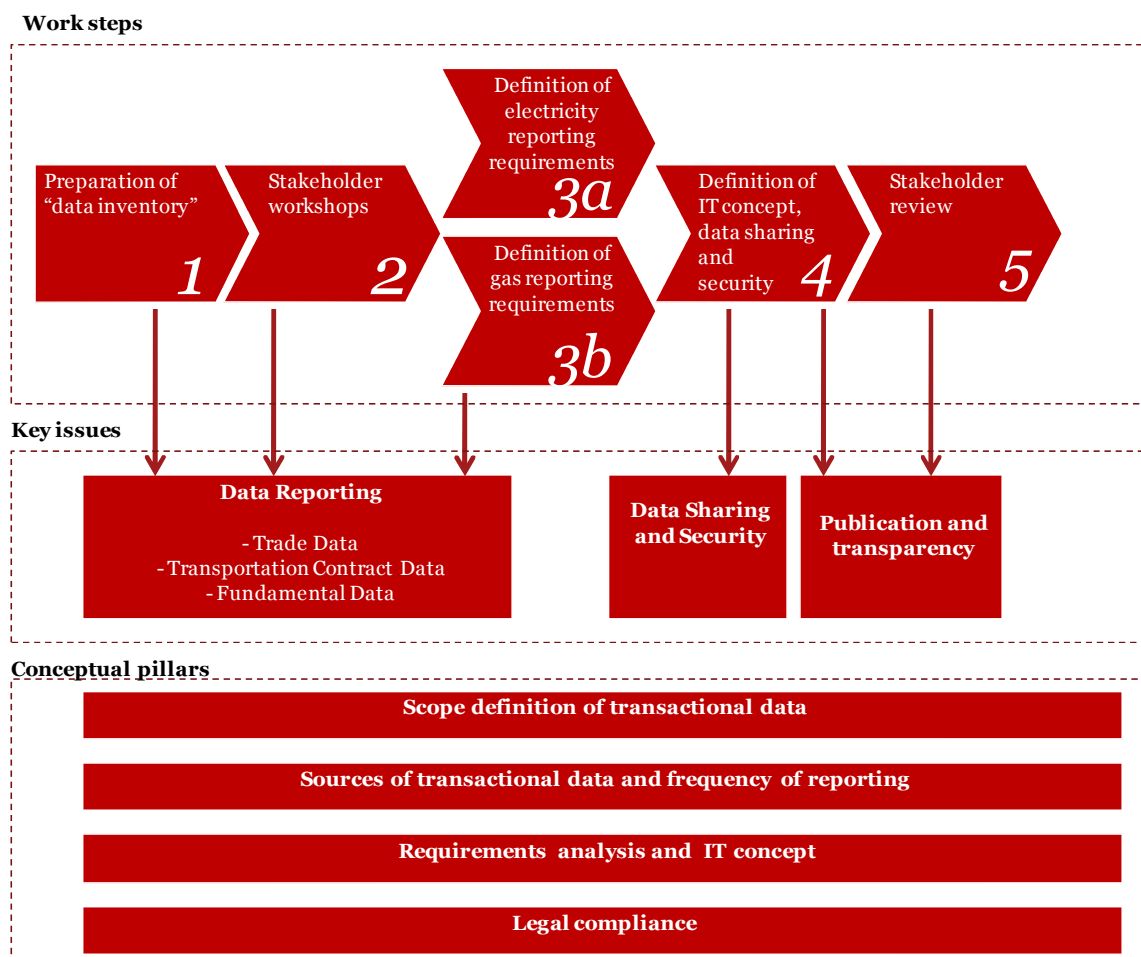 Work steps
Preparation of
“data inventory”
1
Stakeholder
workshops
2
Definition of
electricity
reporting
requirements
3a
Definition of
gas reporting
requirements
3b
Definition of
IT concept,
data sharing
and
security
4
Stakeholder
review
5
Key issues
Data Reporting
- Trade Data
- Transportation Contract Data
- Fundamental Data
Data Sharing
and Security
Publication and
transparency
Conceptual pillars
Scope definition of transactional data
Sources of transactional data and frequency of reporting
Requirements analysis and IT concept
Legal compliance